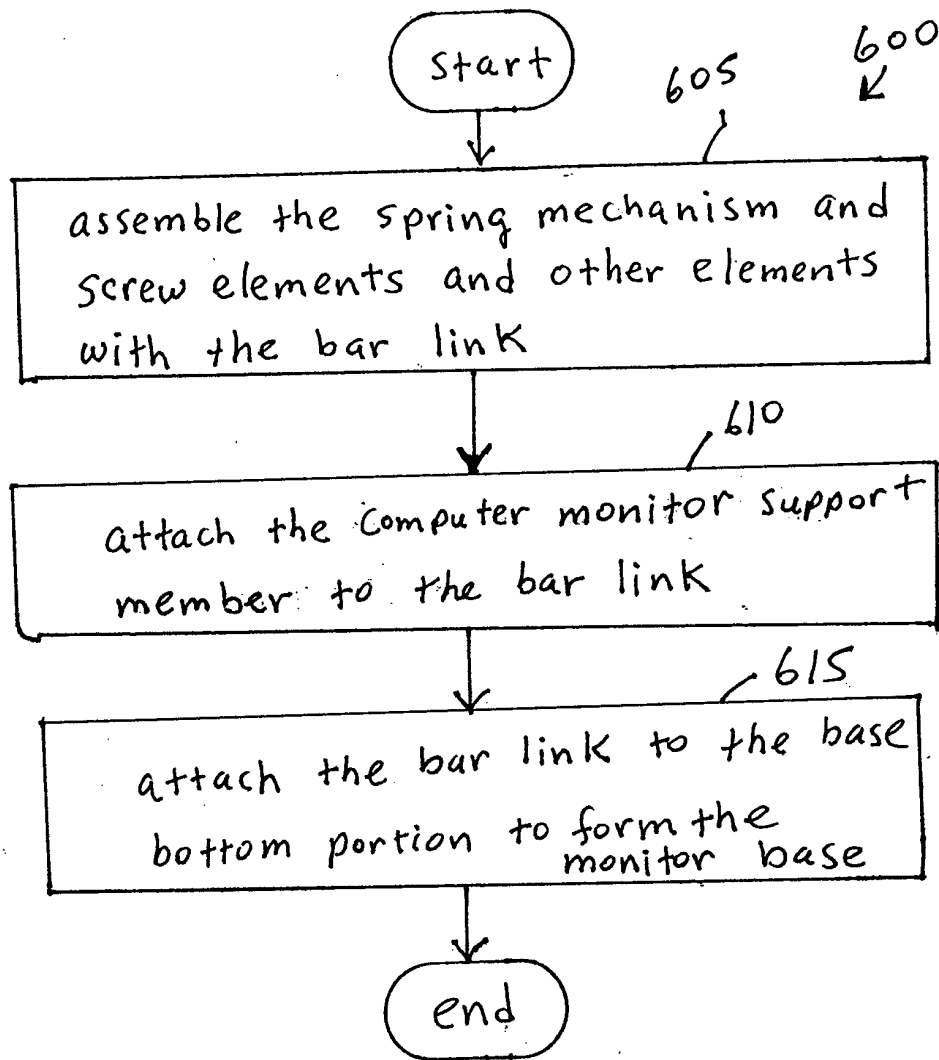 start
605
600
assemble the spring mechanism and
screw elements and other elements
with the bar link
610
attach the computer monitor support
member to the bar link
615
attach the bar link to the base
bottom portion to form the
monitor base
end